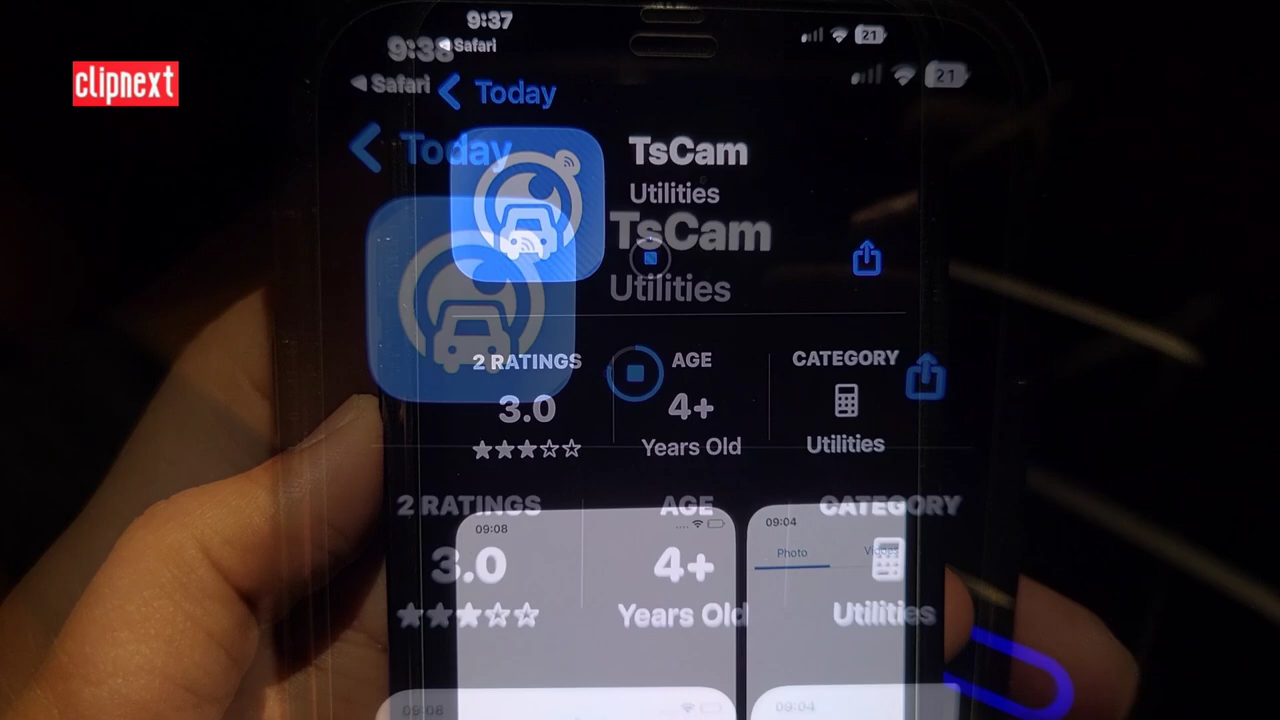 clipnext
9:37
Safari
21
Today
TsCam
Utilities
2 RATINGS
AGE
CATEGORY
3.0
4+
Years Old
Utilities
09:08
09:04
Photo
9:38
Safari
21
Today
TsCam
Utilities
2 RATINGS
AGE
CATEGORY
3.0
4+
Years Old
Utilities
09:08
09:04